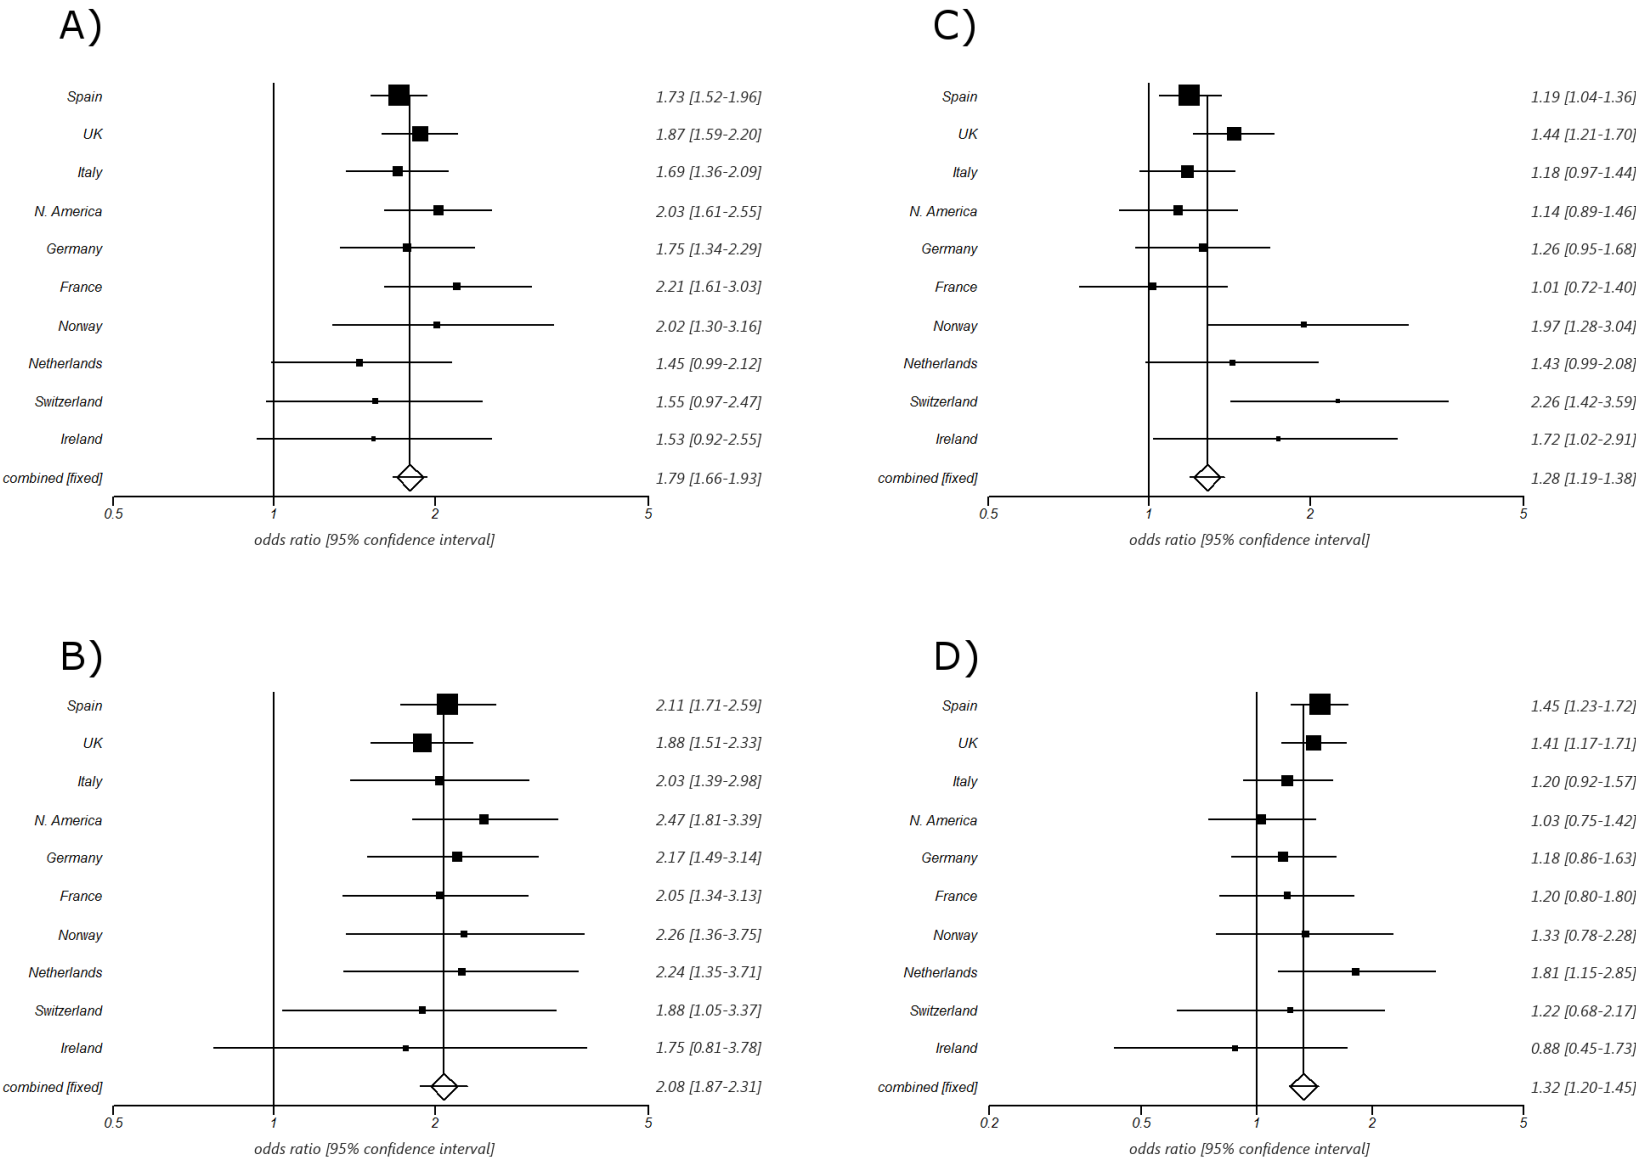 A)
Spain 1.73 [1.52-1.96]
UK 1.87 [1.59-2.20]
Italy 1.69 [1.36-2.09]
N. America 2.03 [1.61-2.55]
Germany 1.75 [1.34-2.29]
France 2.21 [1.61-3.03]
Norway 2.02 [1.30-3.16]
Netherlands 1.45 [0.99-2.12]
Switzerland 1.55 [0.97-2.47]
Ireland 1.53 [0.92-2.55]
combined [fixed] 1.79 [1.66-1.93]
0.5 1 2 5
odds ratio [95% confidence interval]
C)
Spain 1.19 [1.04-1.36]
UK 1.44 [1.21-1.70]
Italy 1.18 [0.97-1.44]
N. America 1.14 [0.89-1.46]
Germany 1.26 [0.95-1.68]
France 1.01 [0.72-1.40]
Norway 1.97 [1.28-3.04]
Netherlands 1.43 [0.99-2.08]
Switzerland 2.26 [1.42-3.59]
Ireland 1.72 [1.02-2.91]
combined [fixed] 1.28 [1.19-1.38]
0.5 1 2 5
odds ratio [95% confidence interval]
B)
Spain 2.11 [1.71-2.59]
UK 1.88 [1.51-2.33]
Italy 2.03 [1.39-2.98]
N. America 2.47 [1.81-3.39]
Germany 2.17 [1.49-3.14]
France 2.05 [1.34-3.13]
Norway 2.26 [1.36-3.75]
Netherlands 2.24 [1.35-3.71]
Switzerland 1.88 [1.05-3.37]
Ireland 1.75 [0.81-3.78]
combined [fixed] 2.08 [1.87-2.31]
0.5 1 2 5
odds ratio [95% confidence interval]
D)
Spain 1.45 [1.23-1.72]
UK 1.41 [1.17-1.71]
Italy 1.20 [0.92-1.57]
N. America 1.03 [0.75-1.42]
Germany 1.18 [0.86-1.63]
France 1.20 [0.80-1.80]
Norway 1.33 [0.78-2.28]
Netherlands 1.81 [1.15-2.85]
Switzerland 1.22 [0.68-2.17]
Ireland 0.88 [0.45-1.73]
combined [fixed] 1.32 [1.20-1.45]
0.2 0.5 1 2 5
odds ratio [95% confidence interval]